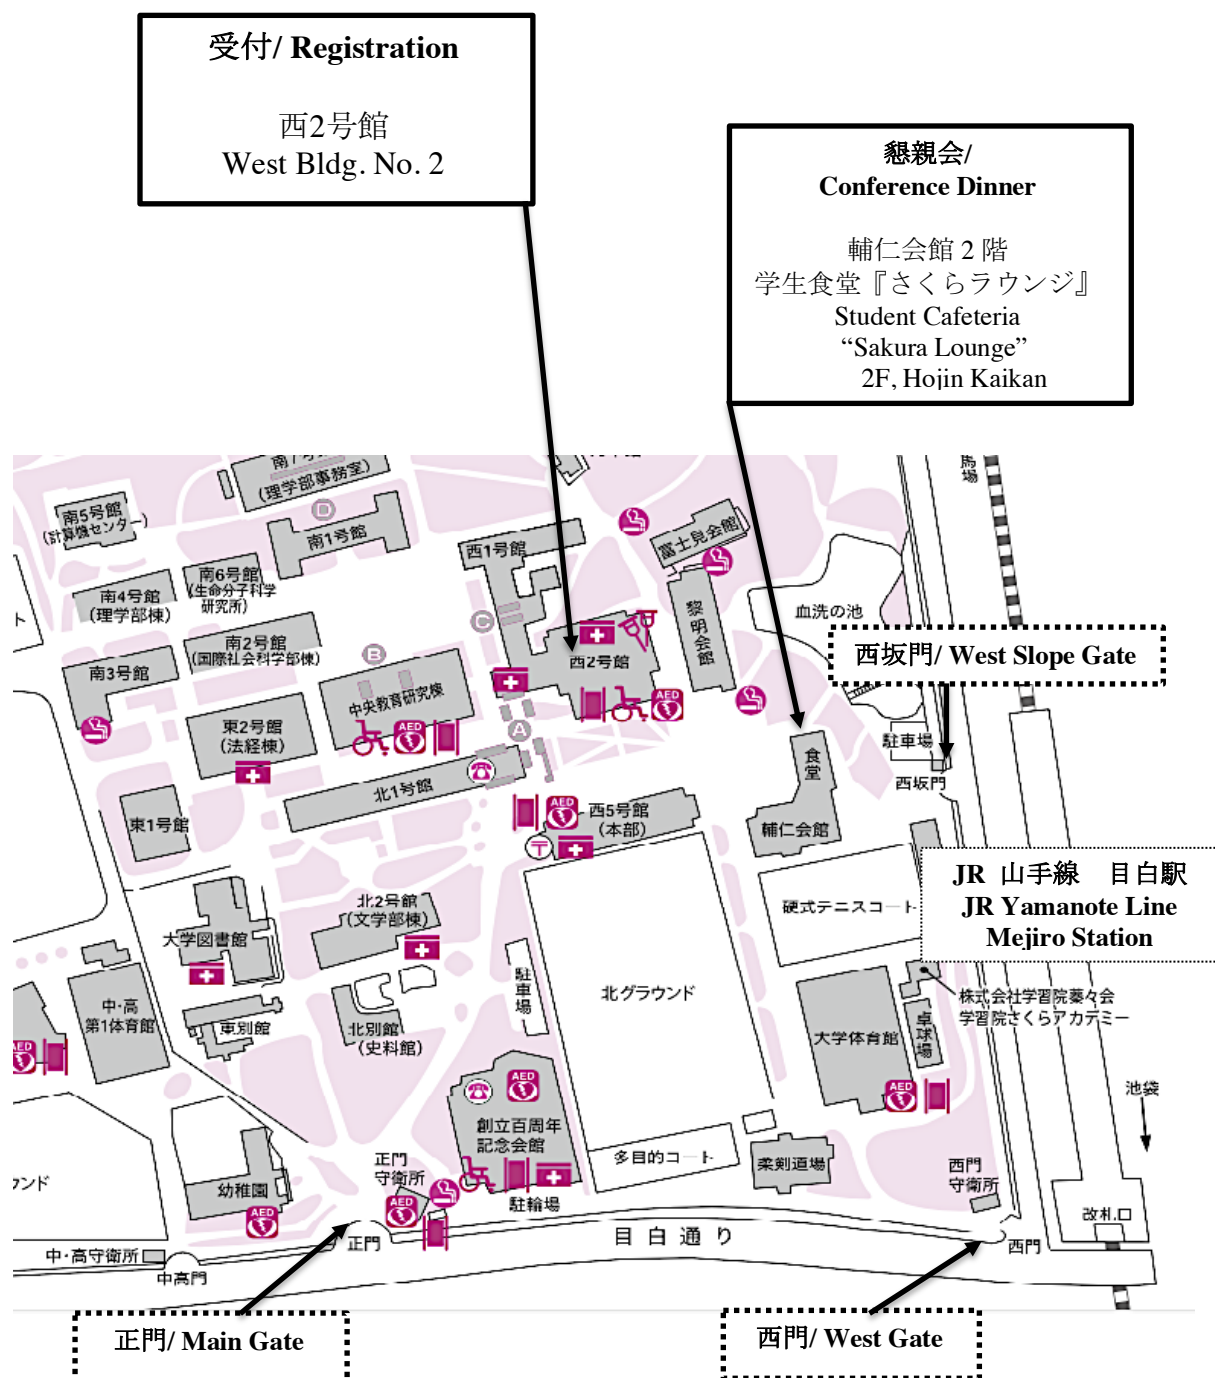 受付/ Registration
西2号館
West Bldg. No. 2
懇親会/
Conference Dinner
輔仁会館 2 階
学生食堂『さくらラウンジ』
Student Cafeteria
“Sakura Lounge”
2F, Hojin Kaikan
馬場
(理学部事務室)
南5号館
(計算機センター)
D
南1号館
西1号館
富士見会館
南6号館
(生命分子科学
研究所)
南4号館
(理学部棟)
C
黎明会館
血洗の池
ト
南2号館
(国際社会科学部棟)
B
西2号館
西坂門/ West Slope Gate
南3号館
中央教育研究棟
東2号館
(法経棟)
AED
AED
A
駐車場
食堂
西坂門
北1号館
東1号館
AED
西5号館
(本部)
輔仁会館
〒
JR 山手線 目白駅
JR Yamanote Line
Mejiro Station
北2号館
(文学部棟)
硬式テニスコート
大学図書館
駐車場
北グラウンド
株式会社学習院蓁々会
学習院さくらアカデミー
中・高
第1体育館
東別館
北別館
(史料館)
大学体育館
卓球場
AED
AED
AED
池袋
創立百周年
記念会館
正門
守衛所
多目的コート
柔剣道場
西門
守衛所
ウンド
幼稚園
AED
AED
駐輪場
改札口
目白通り
正門
西門
中・高守衛所
中高門
正門/ Main Gate
西門/ West Gate